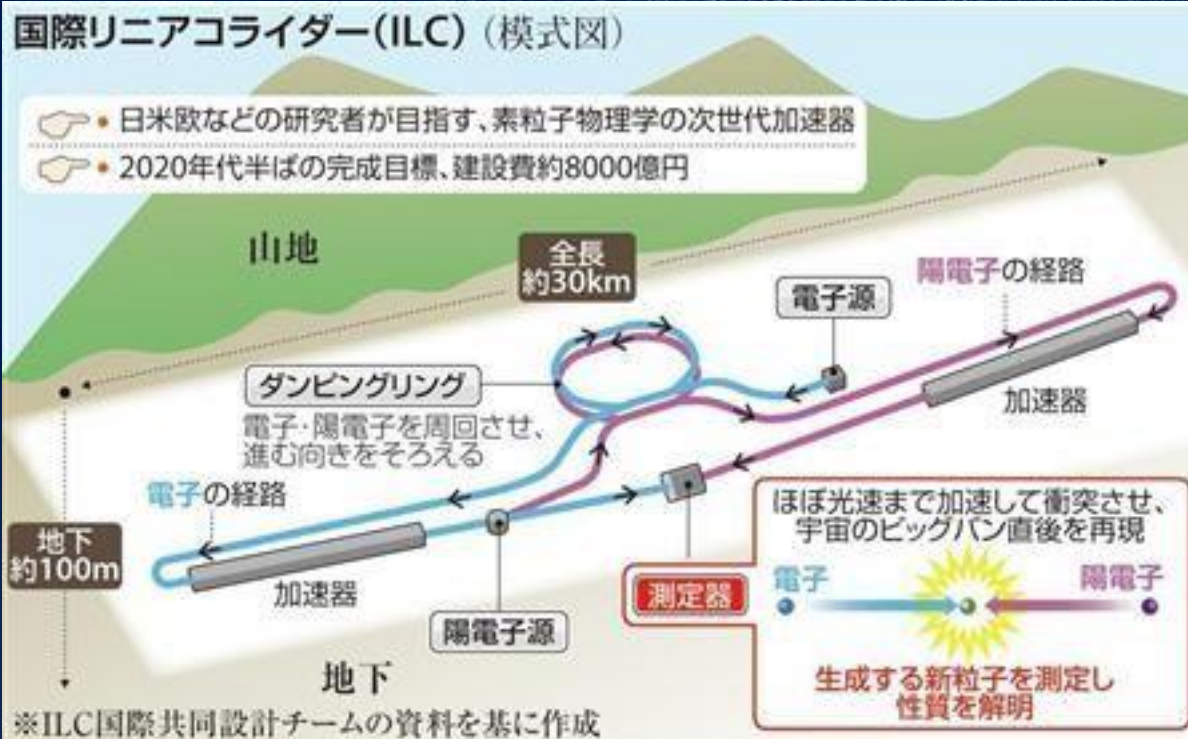 国際リニアコライダー(ILC)(模式図)
• 日米欧などの研究者が目指す、素粒子物理学の次世代加速器
• 2020年代半ばの完成目標、建設費約8000億円
山地
全長
約30km
電子源
陽電子の経路
ダンピングリング
電子・陽電子を周回させ、
進む向きをそろえる
加速器
電子の経路
地下
約100m
加速器
陽電子源
測定器
ほぼ光速まで加速して衝突させ、
宇宙のビッグバン直後を再現
電子
陽電子
生成する新粒子を測定し
性質を解明
地下
※ILC国際共同設計チームの資料を基に作成